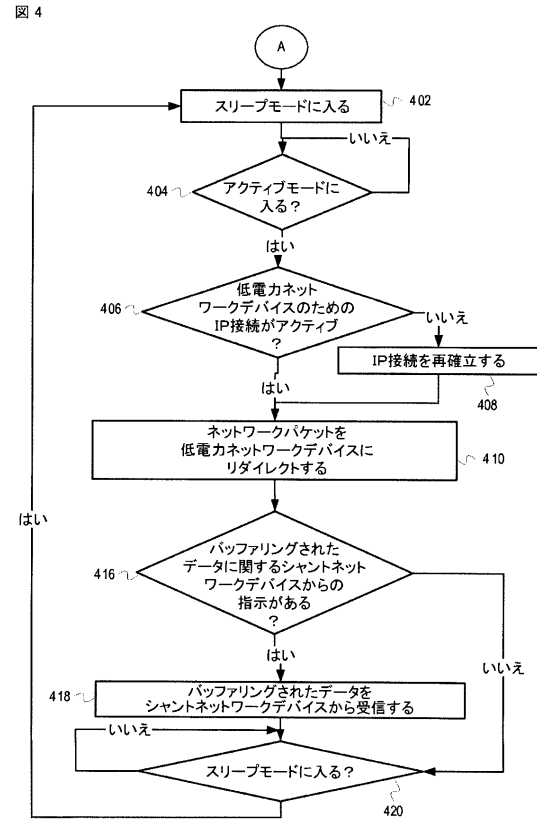 図 4
A
スリープモードに入る
402
いいえ
404
アクティブモードに
入る？
はい
低電力ネット
ワークデバイスのための
IP接続がアクティブ
？
406
いいえ
IP接続を再確立する
408
はい
ネットワークパケットを
低電力ネットワークデバイスに
リダイレクトする
410
はい
バッファリングされた
データに関するシャントネット
ワークデバイスからの
指示がある
？
416
はい
いいえ
418
バッファリングされたデータを
シャントネットワークデバイスから受信する
いいえ
スリープモードに入る？
420